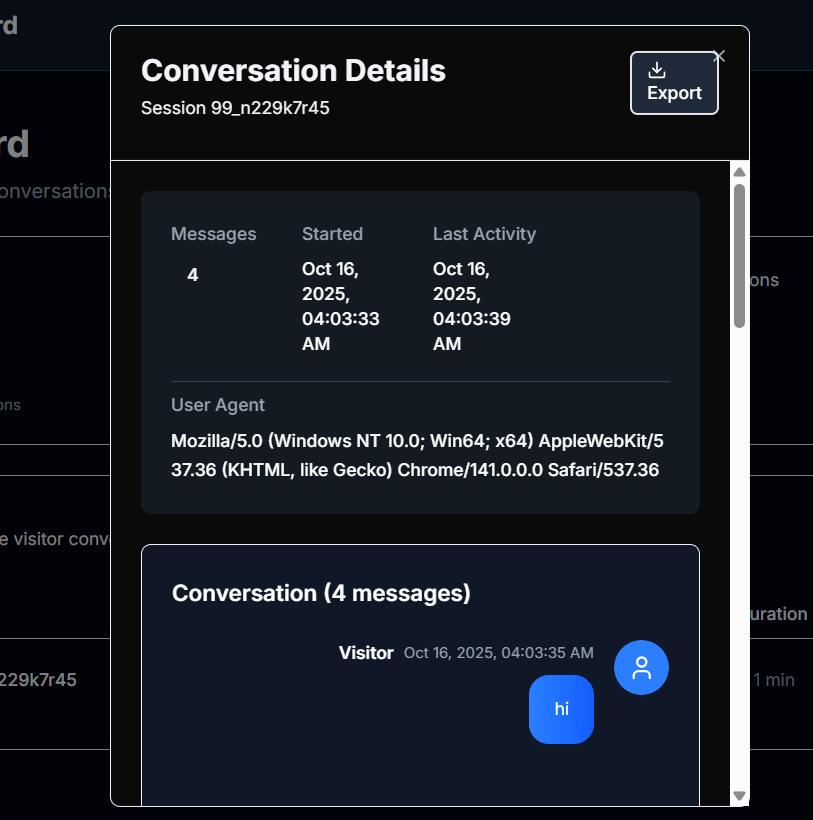 rd
Conversation Details
Export
Session 99_n229k7r45
rd
onversations
Messages
Started
Last Activity
4
Oct 16,
2025,
04:03:33
AM
Oct 16,
2025,
04:03:39
AM
ons
ons
User Agent
Mozilla/5.0 (Windows NT 10.0; Win64; x64) AppleWebKit/5
37.36 (KHTML, like Gecko) Chrome/141.0.0.0 Safari/537.36
e visitor conv
Conversation (4 messages)
uration
Visitor Oct 16, 2025, 04:03:35 AM
229k7r45
1 min
hi